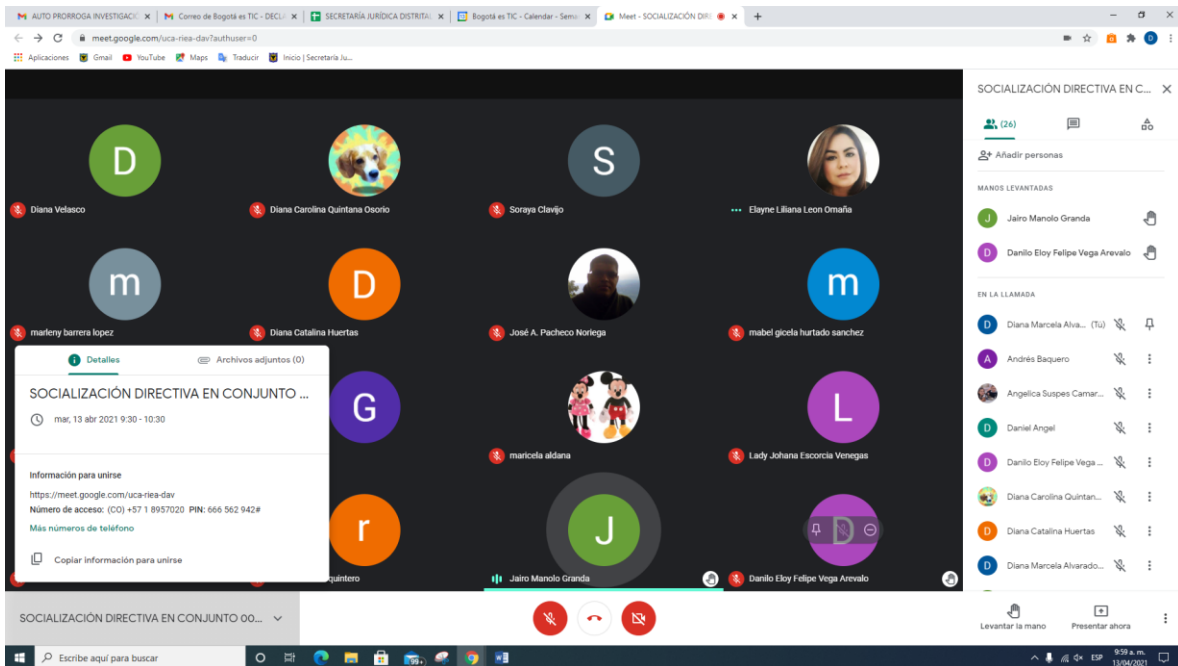 AUTO PRORROGA INVESTIGACIÓ
Correo de Bogotá es TIC - DECLA
SECRETARÍA JURÍDICA DISTRITAL
Bogotá es TIC - Calendar - Sema
Meet - SOCIALIZACIÓN DIRE
meet.google.com/uca-riea-dav?authuser=0
Aplicaciones Gmail YouTube Maps Traducir Inicio | Secretaría Ju...
SOCIALIZACIÓN DIRECTIVA EN C...
(26)
Añadir personas
MANOS LEVANTADAS
J Jairo Manolo Granda
D Danilo Eloy Felipe Vega Arevalo
EN LA LLAMADA
D Diana Marcela Alva... (Tú)
A Andrés Baquero
Angelica Suspes Camar...
D Daniel Angel
D Danilo Eloy Felipe Vega ...
Diana Carolina Quintan...
D Diana Catalina Huertas
D Diana Marcela Alvarado...
Levantar la mano
Presentar ahora
D
Diana Velasco
Diana Carolina Quintana Osorio
S
Soraya Clavijo
Elayne Liliana Leon Omaña
m
marleny barrera lopez
D
Diana Catalina Huertas
José A. Pacheco Noriega
m
mabel gicela hurtado sanchez
G
maricela aldana
L
Lady Johana Escorcia Venegas
r
quintero
J
Jairo Manolo Granda
D
Danilo Eloy Felipe Vega Arevalo
Detalles
Archivos adjuntos (0)
SOCIALIZACIÓN DIRECTIVA EN CONJUNTO ...
mar, 13 abr 2021 9:30 - 10:30
Información para unirse
https://meet.google.com/uca-riea-dav
Número de acceso: (CO) +57 1 8957020 PIN: 666 562 942#
Más números de teléfono
Copiar información para unirse
SOCIALIZACIÓN DIRECTIVA EN CONJUNTO 00...
Escribe aquí para buscar
99+
ESP
9:59 a. m.
13/04/2021